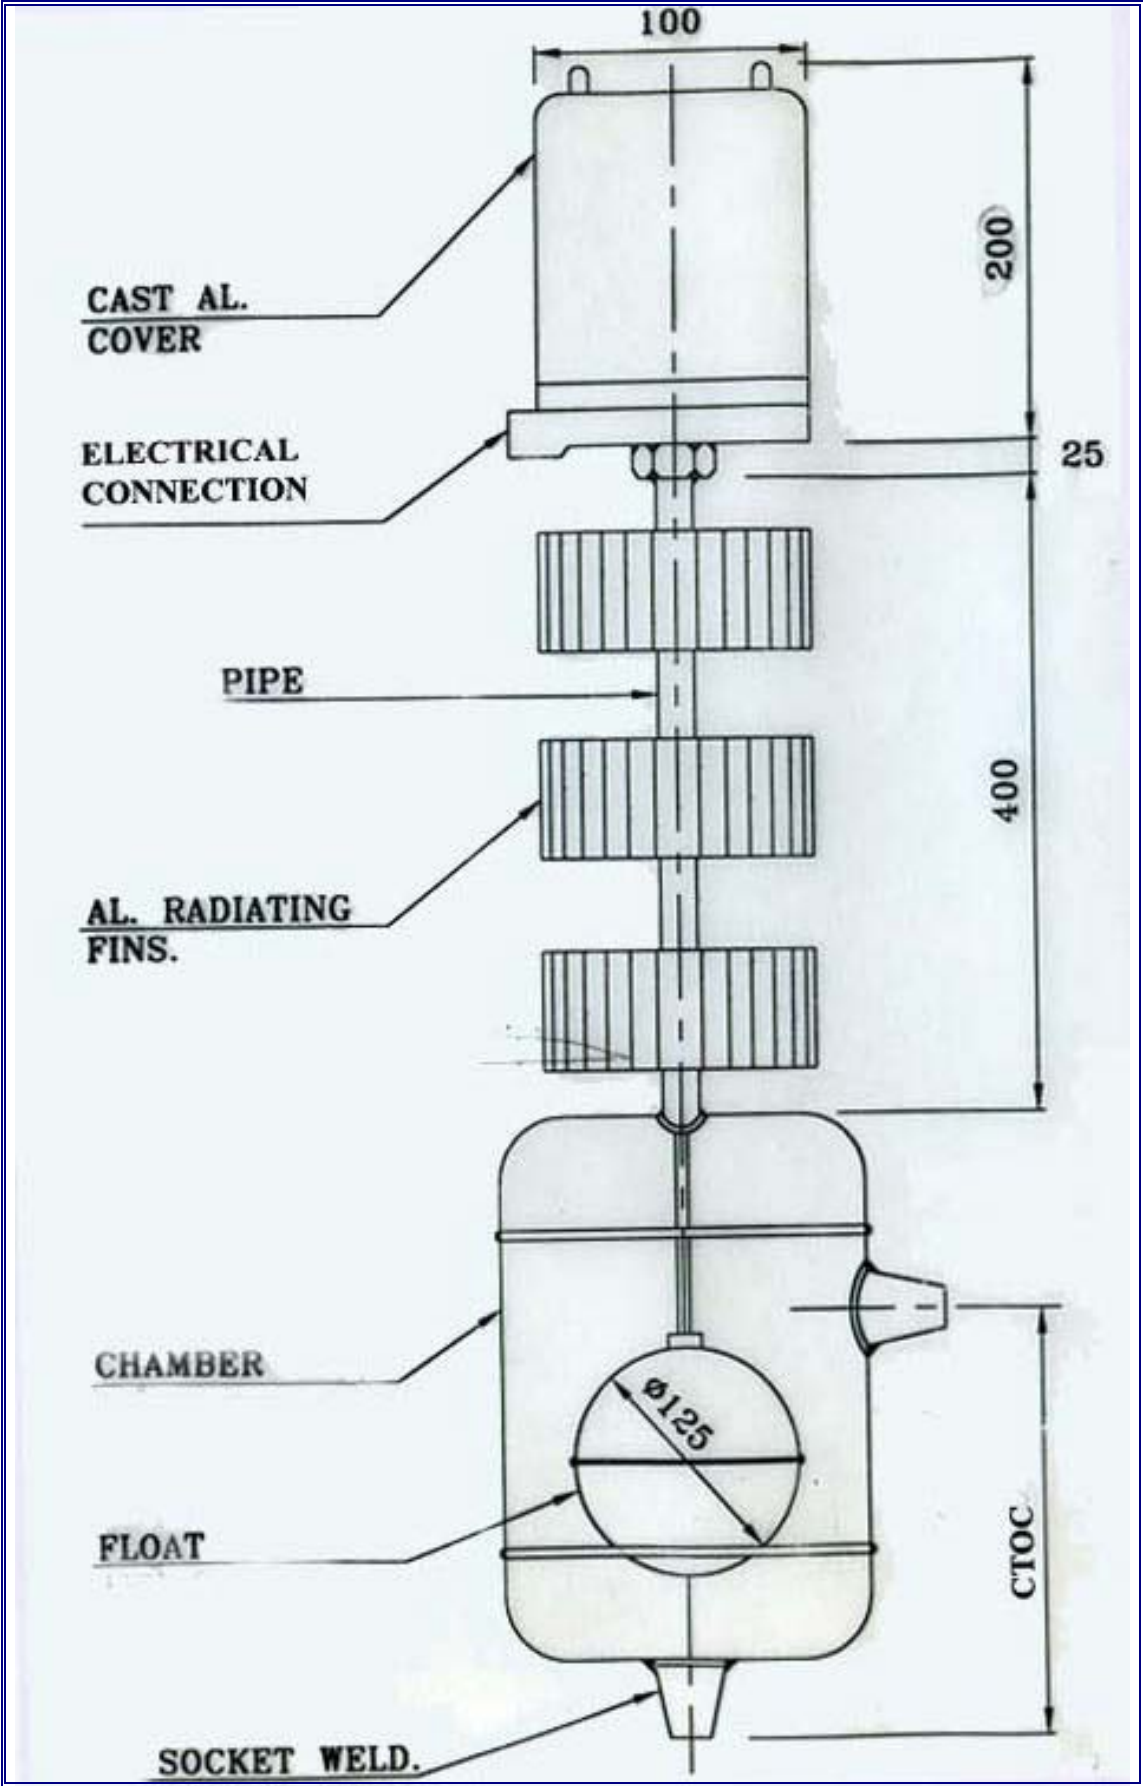 100
200
CAST AL.
COVER
ELECTRICAL
CONNECTION
25
PIPE
400
AL. RADIATING
FINS.
CHAMBER
ø125
FLOAT
CTOC
SOCKET WELD.